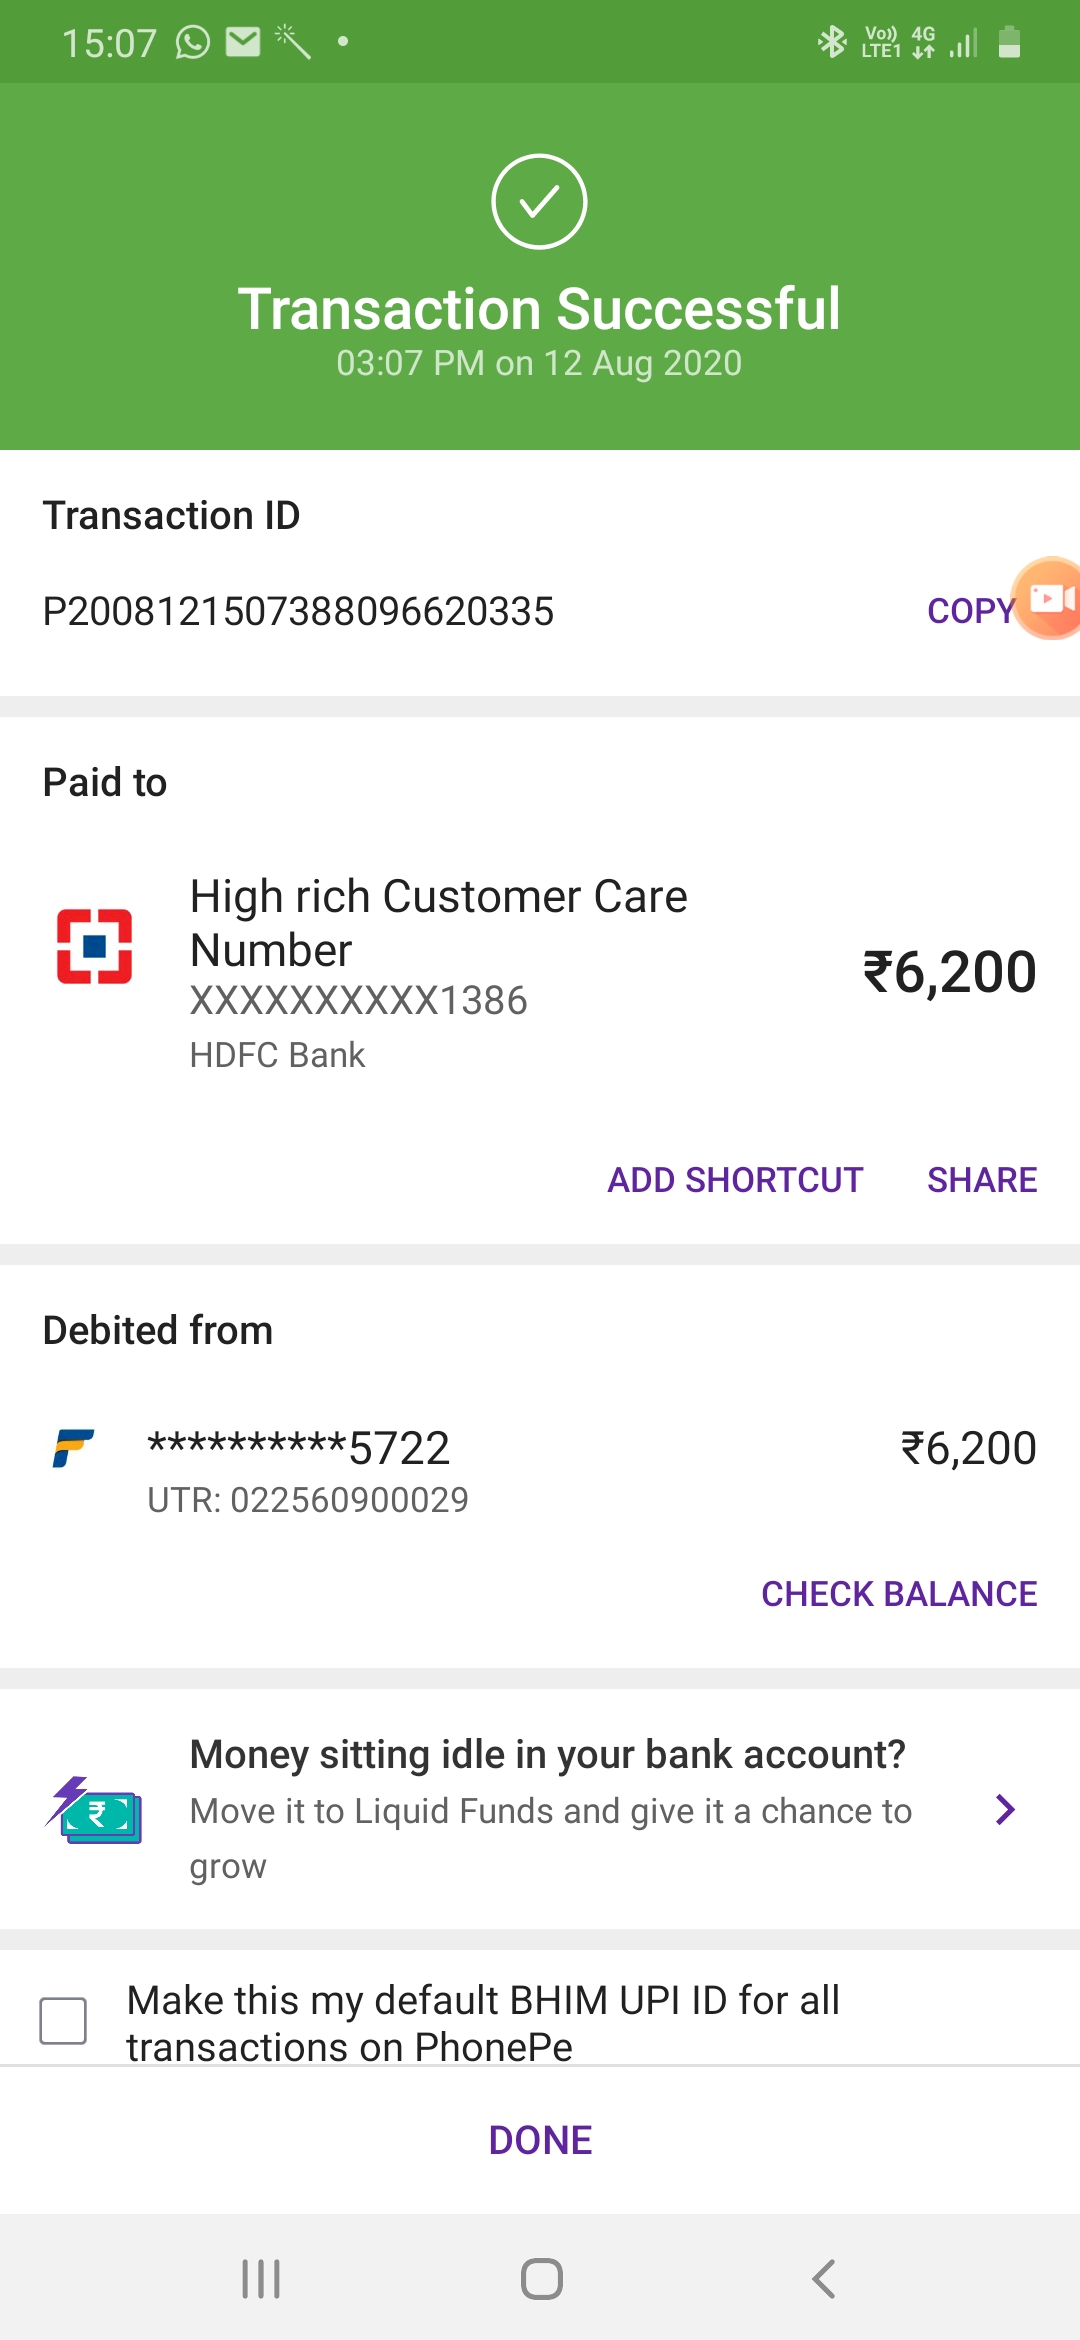 15:07
Vo)) 4G
LTE1
Transaction Successful
03:07 PM on 12 Aug 2020
Transaction ID
P2008121507388096620335
COPY
Paid to
High rich Customer Care
Number
₹6,200
XXXXXXXXXX1386
HDFC Bank
ADD SHORTCUT SHARE
Debited from
**********5722 ₹6,200
UTR: 022560900029
CHECK BALANCE
Money sitting idle in your bank account?
Move it to Liquid Funds and give it a chance to
grow
Make this my default BHIM UPI ID for all
transactions on PhonePe
DONE